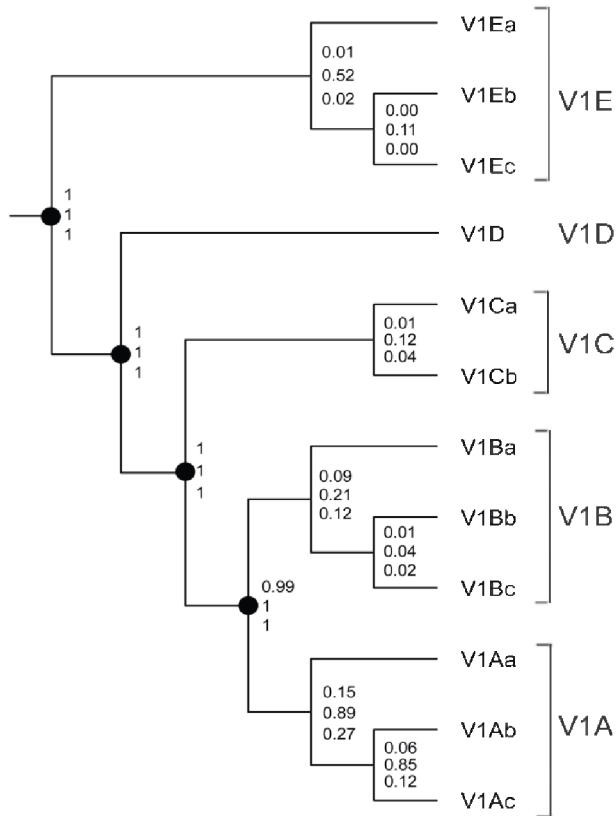 V1Ea
0.01
0.52
0.02
V1Eb
0.00
0.11
0.00
V1Ec
V1E
1
1
1
V1D
V1D
V1Ca
0.01
0.12
0.04
V1Cb
V1C
1
1
1
1
1
1
V1Ba
0.09
0.21
0.12
V1Bb
0.01
0.04
0.02
V1Bc
V1B
0.99
1
1
V1Aa
0.15
0.89
0.27
V1Ab
0.06
0.85
0.12
V1Ac
V1A